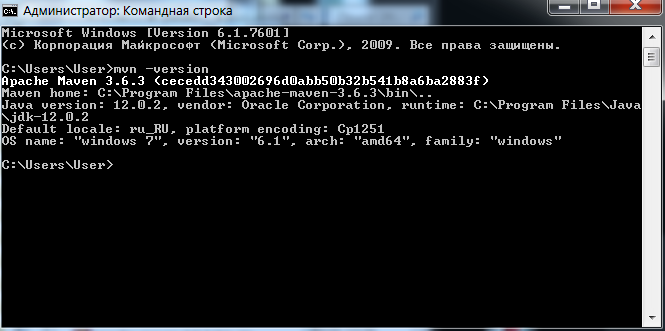 Администратор: Командная строка
Microsoft Windows [Version 6.1.7601]
(c) Корпорация Майкрософт (Microsoft Corp.), 2009. Все права защищены.
C:\Users\User>mvn -version
Apache Maven 3.6.3 (cecedd343002696d0abb50b32b541b8a6ba2883f)
Maven home: C:\Program Files\apache-maven-3.6.3\bin\..
Java version: 12.0.2, vendor: Oracle Corporation, runtime: C:\Program Files\Java
\jdk-12.0.2
Default locale: ru_RU, platform encoding: Cp1251
OS name: "windows 7", version: "6.1", arch: "amd64", family: "windows"
C:\Users\User>